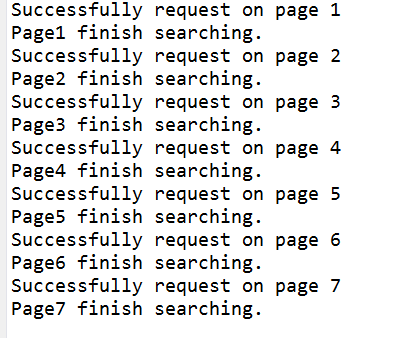 Successfully request on page 1
Page1 finish searching.
Successfully request on page 2
Page2 finish searching.
Successfully request on page 3
Page3 finish searching.
Successfully request on page 4
Page4 finish searching.
Successfully request on page 5
Page5 finish searching.
Successfully request on page 6
Page6 finish searching.
Successfully request on page 7
Page7 finish searching.